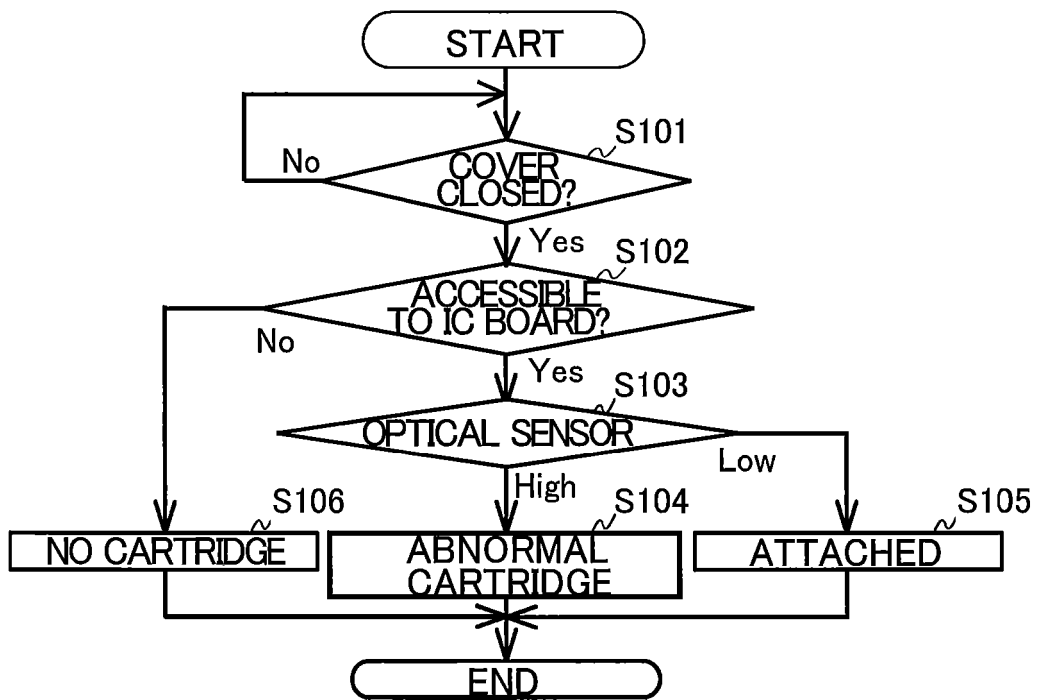 START
S101
No
COVER
CLOSED?
Yes
S102
ACCESSIBLE
TO IC BOARD?
No
Yes
S103
OPTICAL SENSOR
Low
High
S106
S104
S105
NO CARTRIDGE
ABNORMAL
CARTRIDGE
ATTACHED
END